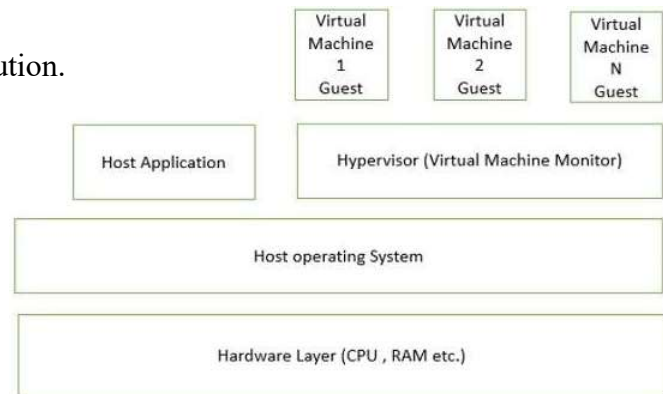 ution.
Virtual
Machine
1
Guest
Virtual
Machine
2
Guest
Virtual
Machine
N
Guest
Host Application
Hypervisor (Virtual Machine Monitor)
Host operating System
Hardware Layer (CPU , RAM etc.)